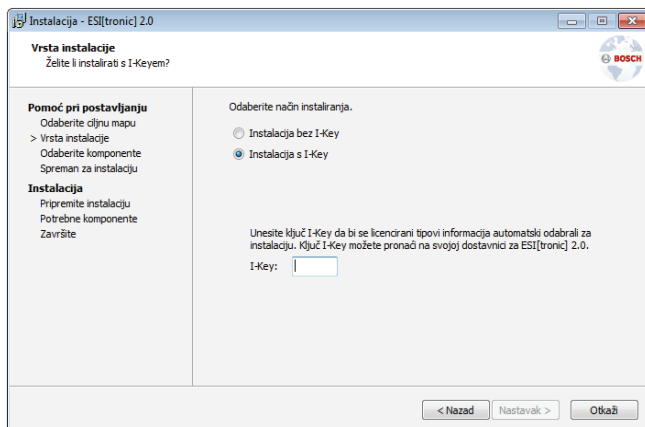 Instalacija - ESI[tronic] 2.0
Vrsta instalacije
Želite li instalirati s I-Keyem?
BOSCH
Pomoć pri postavljanju
Odaberite ciljnu mapu
> Vrsta instalacije
Odaberite komponente
Spreman za instalaciju
Instalacija
Pripremite instalaciju
Potrebne komponente
Završite
Odaberite način instaliranja.
Instalacija bez I-Key
Instalacija s I-Key
Unesite ključ I-Key da bi se licencirani tipovi informacija automatski odabrali za
instalaciju. Ključ I-Key možete pronaći na svojoj dostavnici za ESI[tronic] 2.0.
I-Key:
< Nazad
Nastavak >
Otkaži